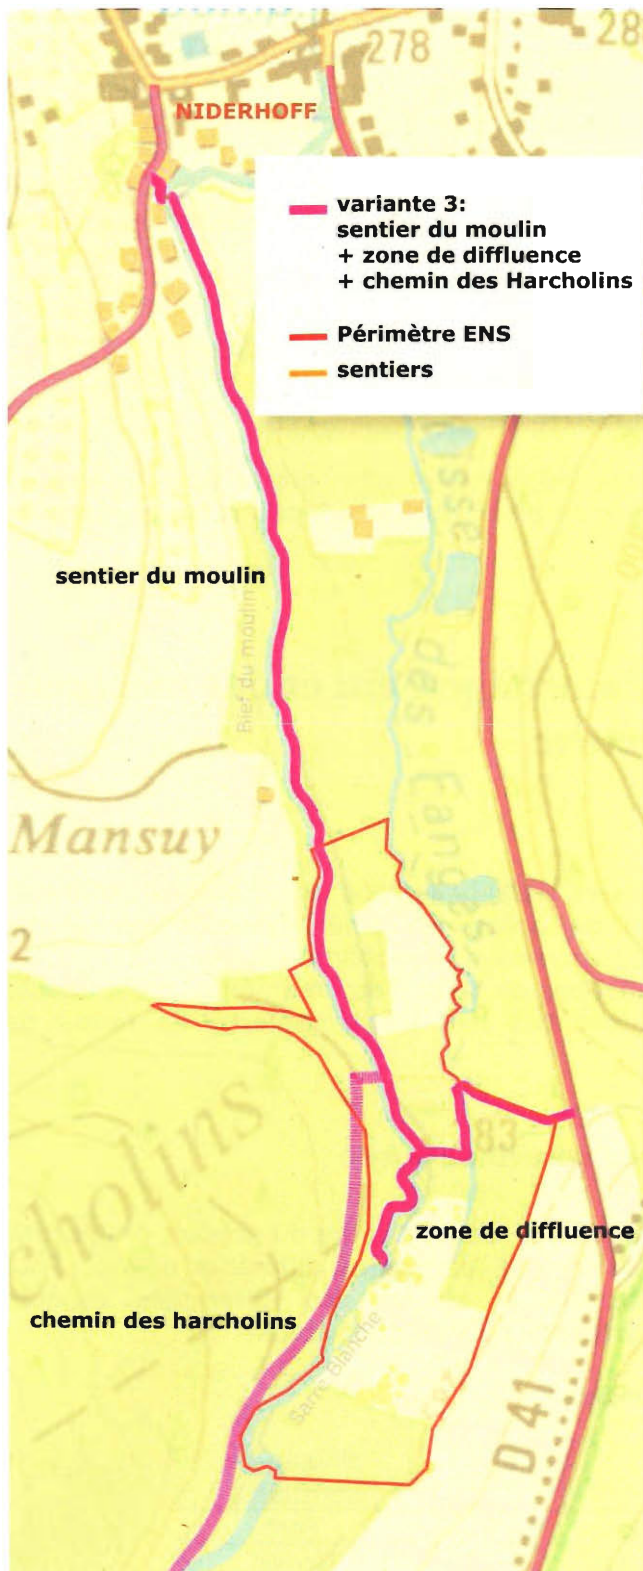 278
28
NIDERHOFF
variante 3:
sentier du moulin
+ zone de diffluence
+ chemin des Harcholins
Périmètre ENS
sentiers
sentier du moulin
Bief du moulin
sse des Fanges
Mansuy
2
cholins
83
zone de diffluence
chemin des harcholins
Sarre Blanche
D 41